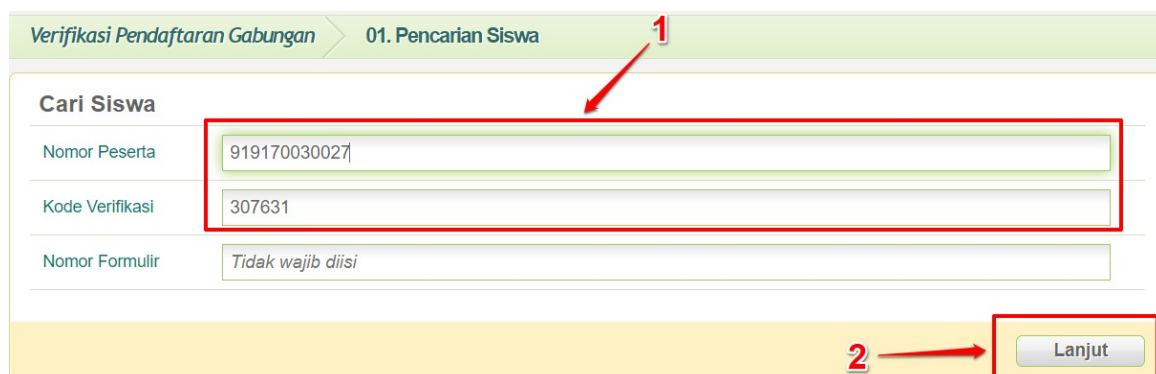 Verifikasi Pendaftaran Gabungan 01. Pencarian Siswa
1
Cari Siswa
Nomor Peserta 919170030027
Kode Verifikasi 307631
Nomor Formulir Tidak wajib diisi
2 Lanjut